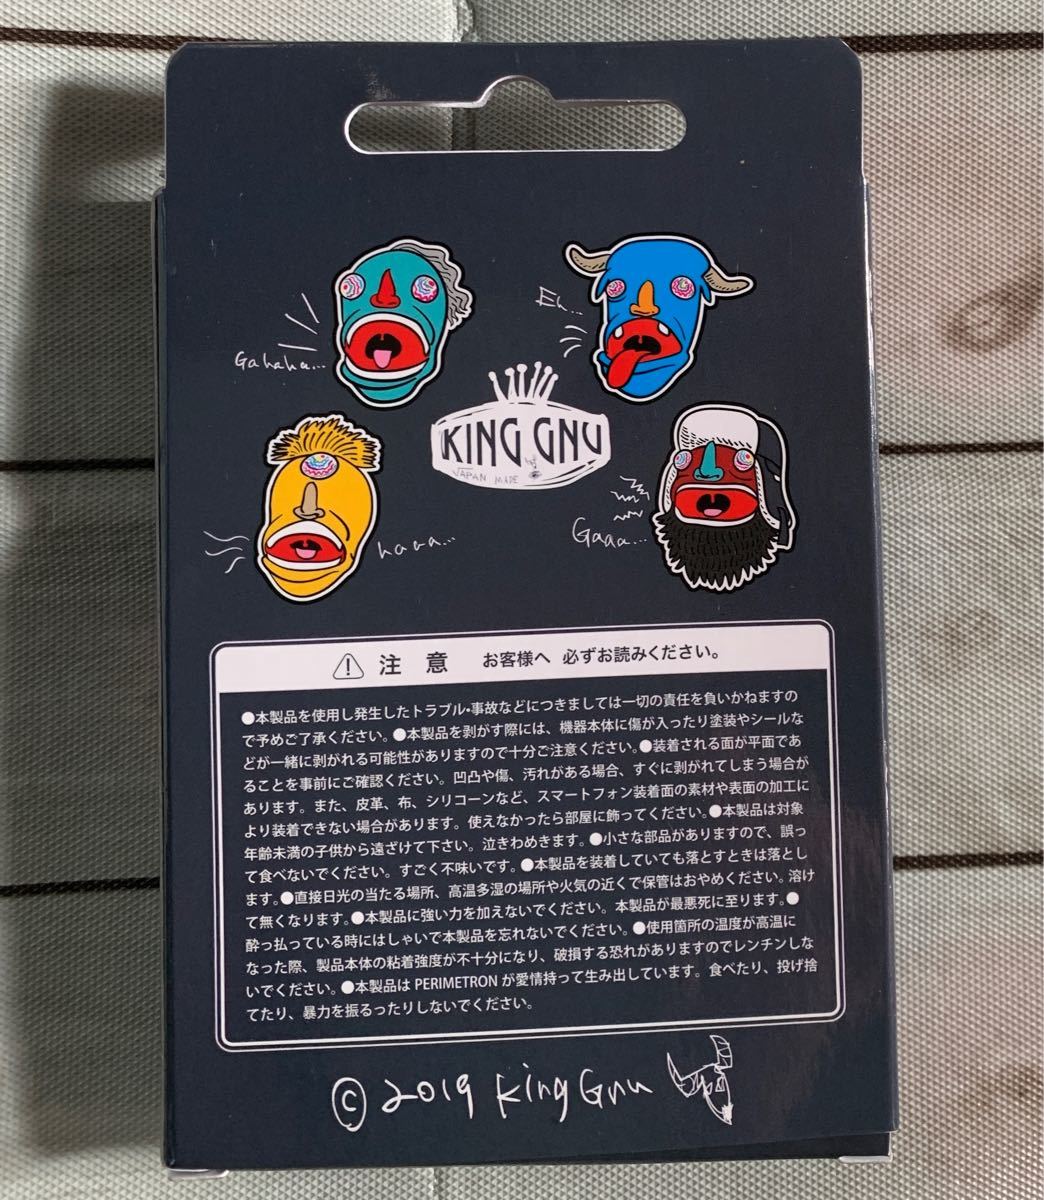 Eh...
Gahaha...
KING GNU
JAPAN MADE
haaa...
Gaaa...
注 意 お客様へ 必ずお読みください。
●本製品を使用し発生したトラブル・事故などにつきましては一切の責任を負いかねますの
で予めご了承ください。●本製品を剥がす際には、機器本体に傷が入ったり塗装やシールな
どが一緒に剥がれる可能性がありますので十分ご注意ください。●装着される面が平面であ
ることを事前にご確認ください。凹凸や傷、汚れがある場合、すぐに剥がれてしまう場合が
あります。また、皮革、布、シリコーンなど、スマートフォン装着面の素材や表面の加工に
より装着できない場合があります。使えなかったら部屋に飾ってください。●本製品は対象
年齢未満の子供から遠ざけて下さい。泣きわめきます。●小さな部品がありますので、誤っ
て食べないでください。すごく不味いです。●本製品を装着していても落とすときは落とし
ます。●直接日光の当たる場所、高温多湿の場所や火気の近くで保管はおやめください。溶け
て無くなります。●本製品に強い力を加えないでください。本製品が最悪死に至ります。●
酔っ払っている時にはしゃいで本製品を忘れないでください。●使用箇所の温度が高温に
なった際、製品本体の粘着強度が不十分になり、破損する恐れがありますのでレンチンしな
いでください。●本製品は PERIMETRON が愛情持って生み出しています。食べたり、投げ捨
てたり、暴力を振るったりしないでください。
© 2019 King Gnu